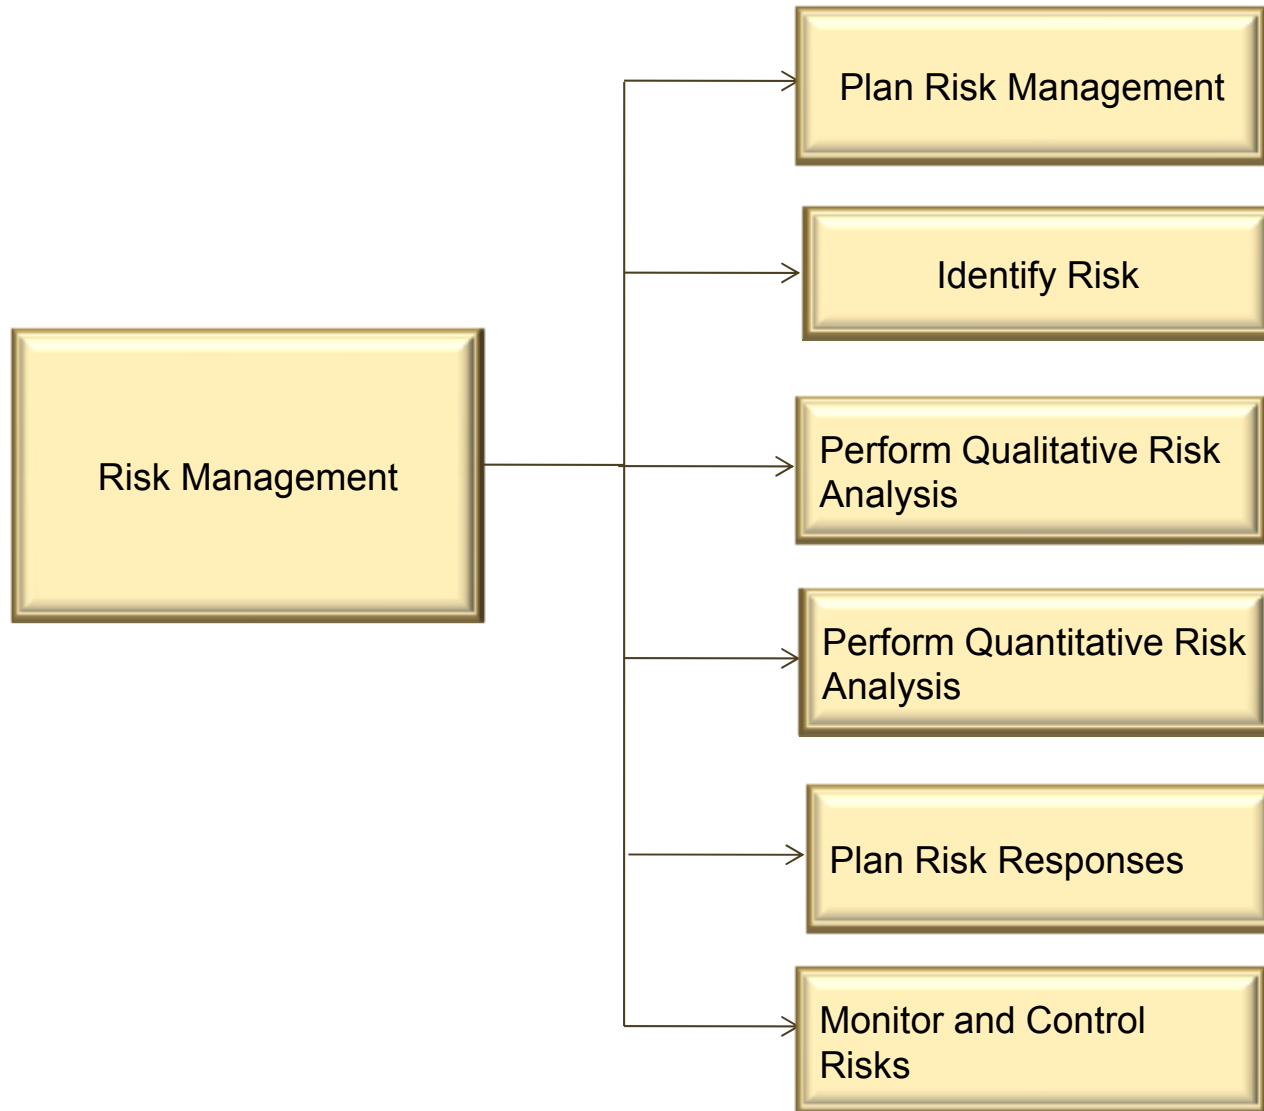 Plan Risk Management
Identify Risk
Risk Management
Perform Qualitative Risk
Analysis
Perform Quantitative Risk
Analysis
Plan Risk Responses
Monitor and Control
Risks